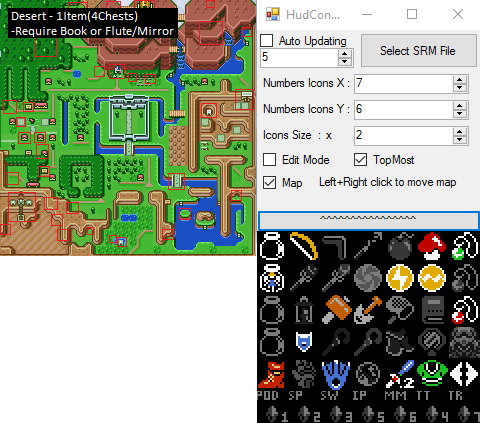 Desert - 1Item(4Chests)
-Require Book or Flute/Mirror
HudCon...
Auto Updating
5
Select SRM File
Numbers Icons X : 7
Numbers Icons Y : 6
Icons Size : x 2
Edit Mode
TopMost
Map
Left+Right click to move map
.2
POD SP SW IP MM TT TR
1 2 3 4 5 6 7